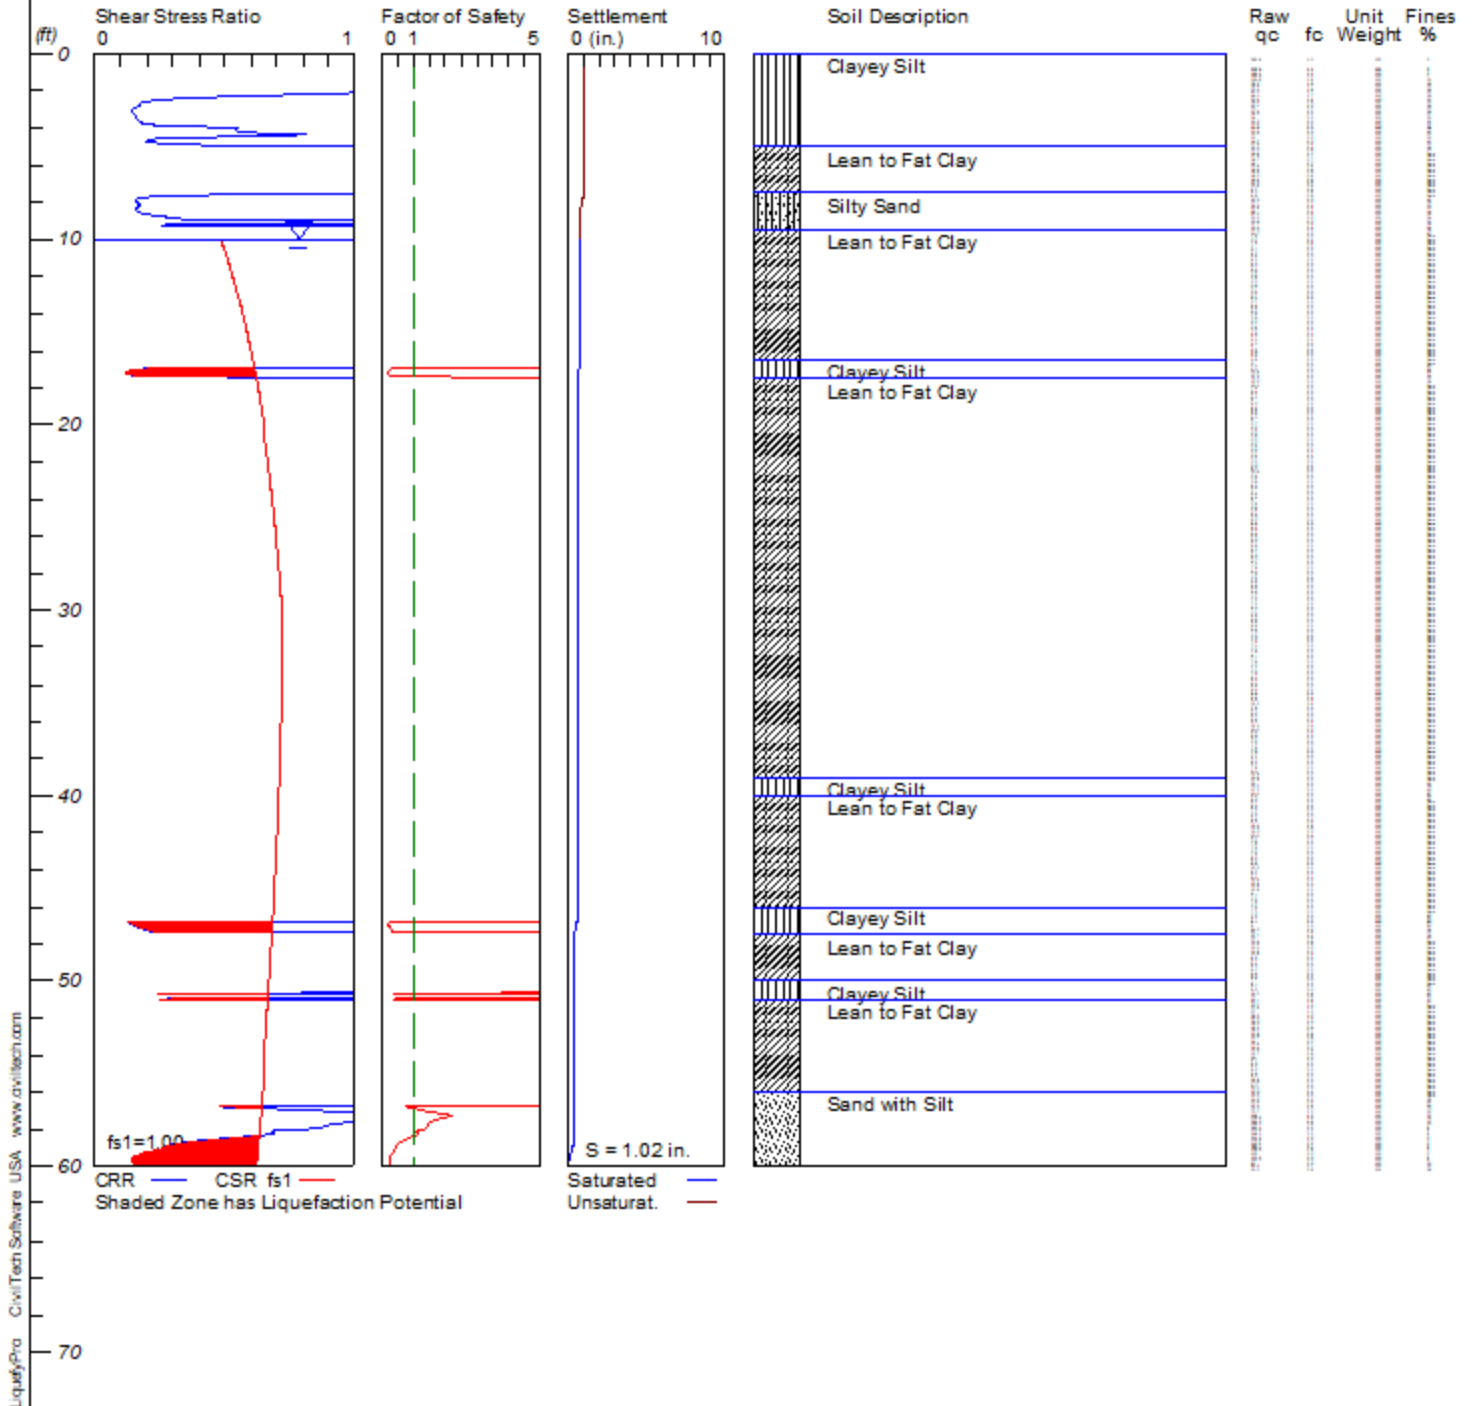 Shear Stress Ratio Factor of Safety Settlement Soil Description Raw Unit Fines
(ft) 0 1 0 1 5 0 (in.) 10 qc fc Weight %
0
Clayey Silt
Lean to Fat Clay
Silty Sand
10
Lean to Fat Clay
Clayey Silt
Lean to Fat Clay
20
30
40
Clayey Silt
Lean to Fat Clay
Clayey Silt
Lean to Fat Clay
50
Clayey Silt
Lean to Fat Clay
Sand with Silt
fs1=1.00
S = 1.02 in.
60
CRR CSR fs1 Saturated
Shaded Zone has Liquefaction Potential Unsaturat.
70
LiquefyPro CivilTech Software USA www.civiltech.com